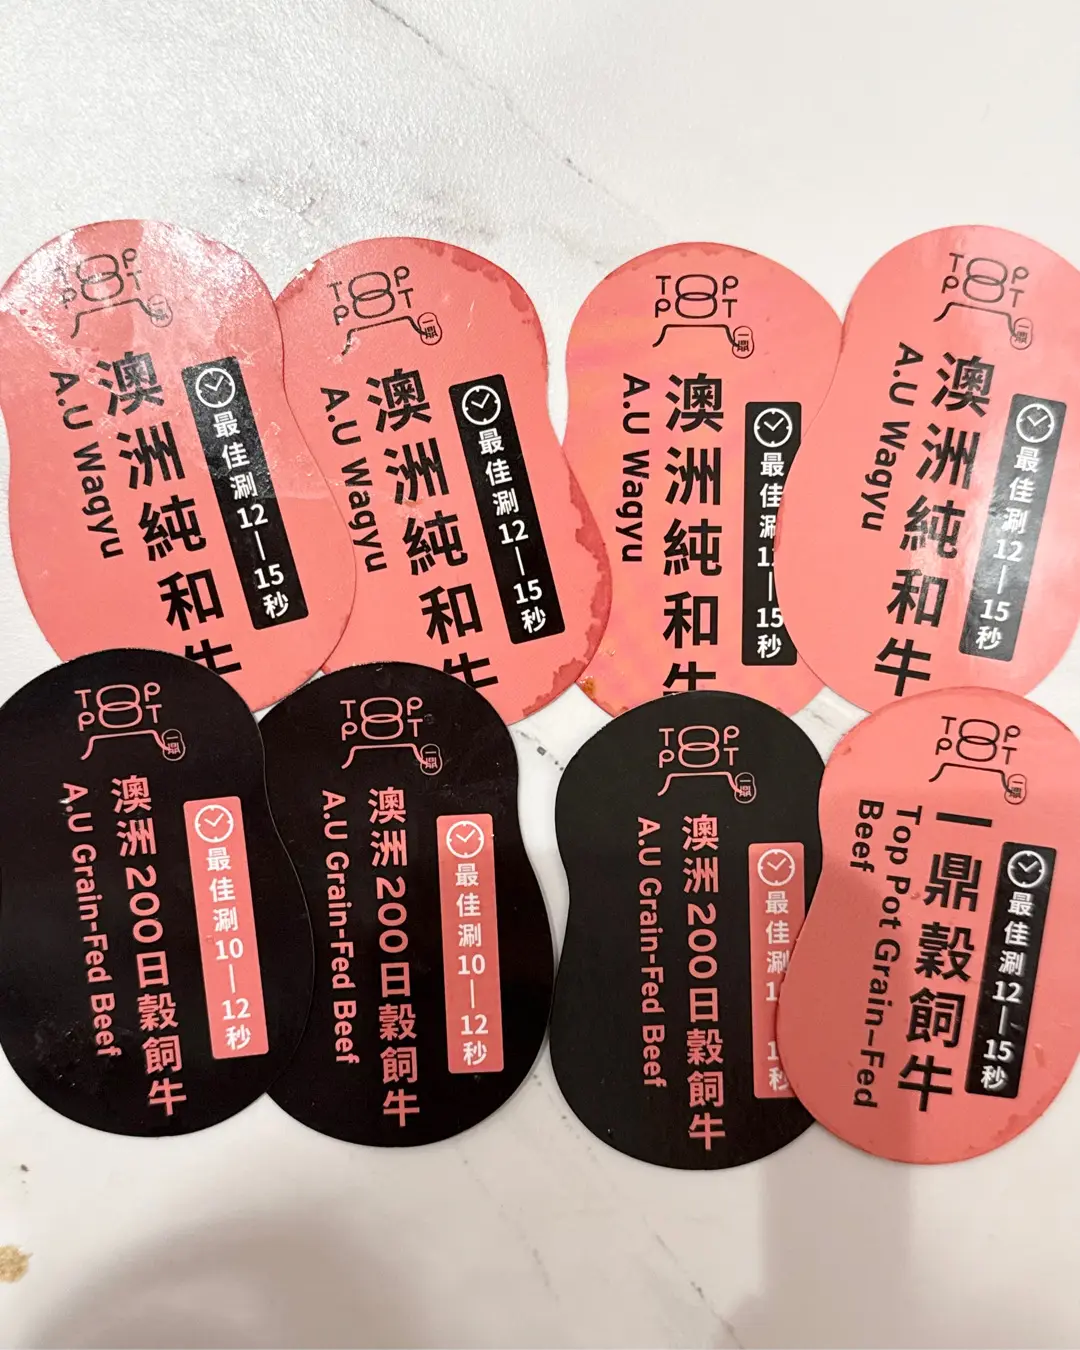 TOP POT
一鼎
澳洲純和牛
A.U Wagyu
最佳涮12—15秒
TOP POT
一鼎
澳洲純和牛
A.U Wagyu
最佳涮12—15秒
TOP POT
一鼎
澳洲純和牛
A.U Wagyu
最佳涮12—15秒
TOP POT
一鼎
澳洲純和牛
A.U Wagyu
最佳涮12—15秒
TOP POT
一鼎
澳洲200日穀飼牛
A.U Grain-Fed Beef
最佳涮10—12秒
TOP POT
一鼎
澳洲200日穀飼牛
A.U Grain-Fed Beef
最佳涮10—12秒
TOP POT
一鼎
澳洲200日穀飼牛
A.U Grain-Fed Beef
最佳涮1 1 秒
TOP POT
一鼎
一鼎穀飼牛
Top Pot Grain-Fed
Beef
最佳涮12—15秒